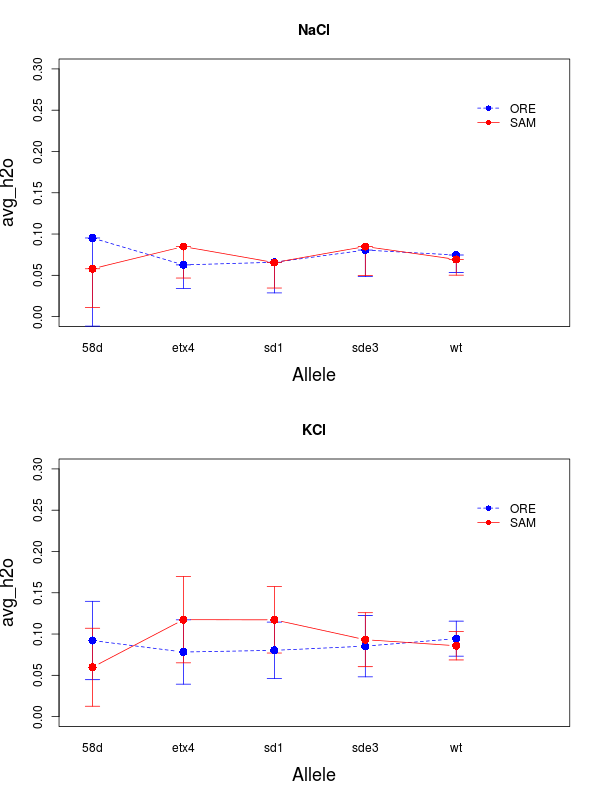 NaCl
avg_h2o
0.30
0.25
0.20
0.15
0.10
0.05
0.00
ORE
SAM
58d etx4 sd1 sde3 wt
Allele
KCl
avg_h2o
0.30
0.25
0.20
0.15
0.10
0.05
0.00
ORE
SAM
58d etx4 sd1 sde3 wt
Allele